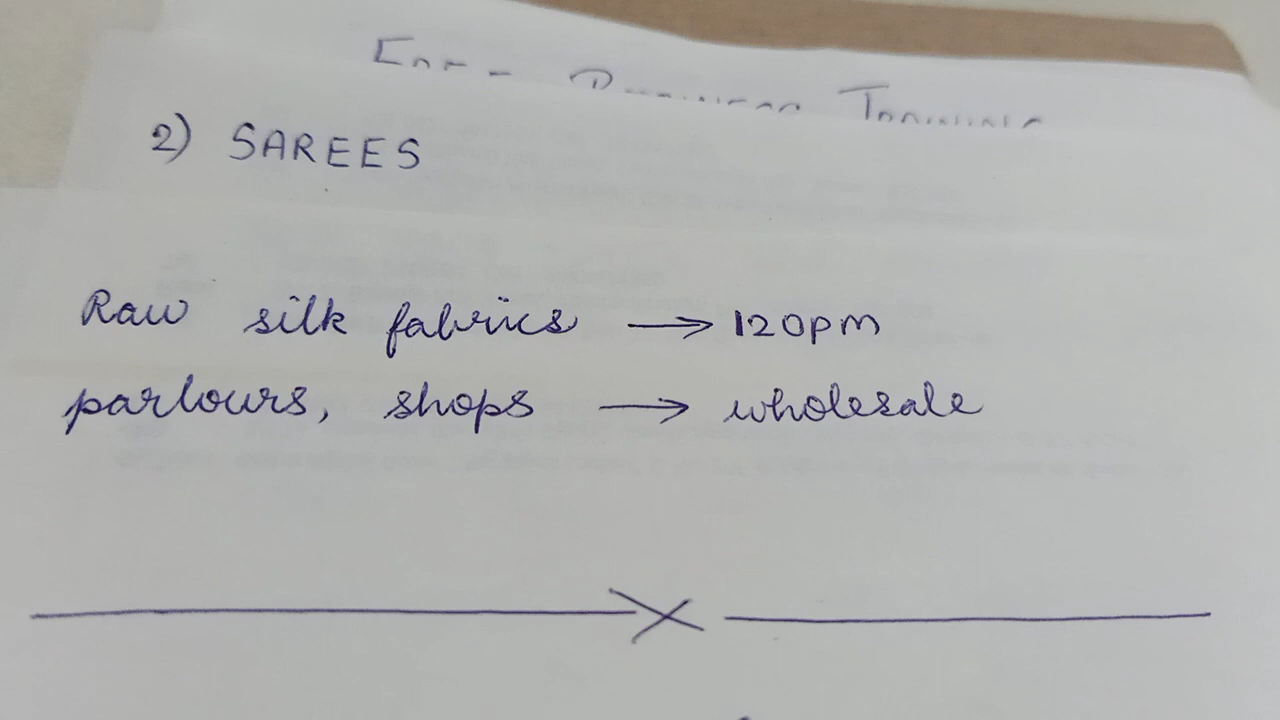 2) SAREES
Raw silk fabrics → 120pm
parlours, shops → wholesale